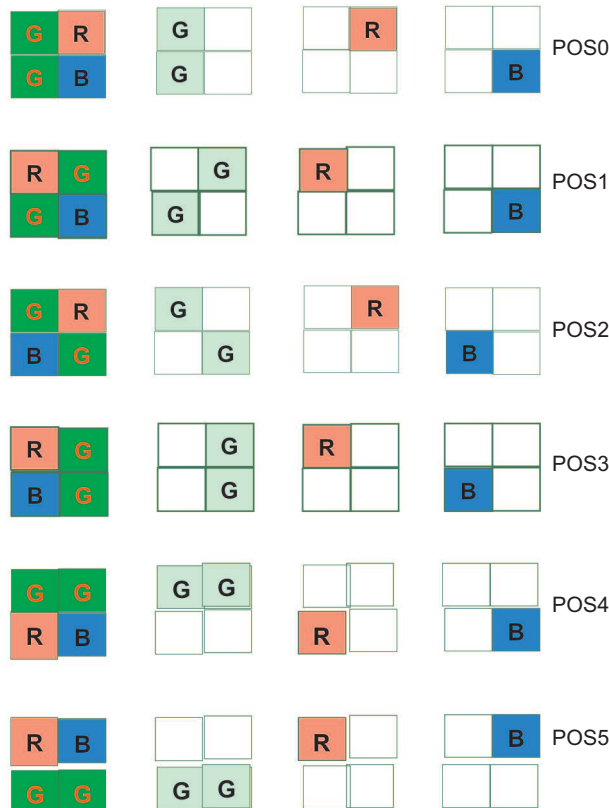 G R G R
G B G B POS0
R G G R
G B G B POS1
G R G R
B G G B POS2
R G G R
B G G B POS3
G G G G
R B R B POS4
R B R B POS5
G G G G